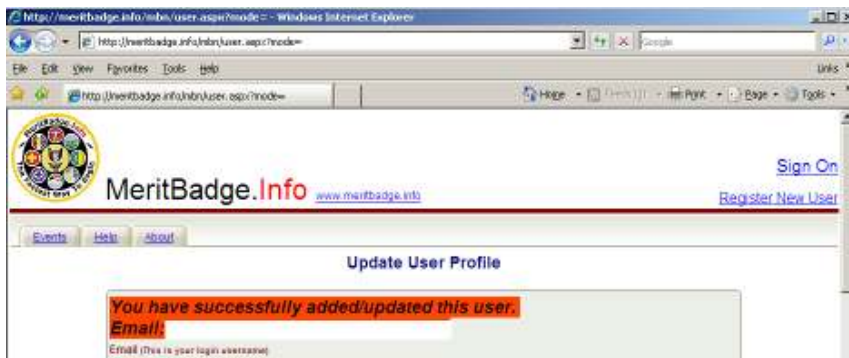 http://meritbadge.info/mbn/user.aspx?mode= - Windows Internet Explorer
http://meritbadge.info/mbn/user.aspx?mode=
Google
File Edit View Favorites Tools Help
Links
http://meritbadge.info/mbn/user.aspx?mode=
Home Print Page Tools
MeritBadge.Info www.meritbadge.info
Sign On
Register New User
Events Help About
Update User Profile
You have successfully added/updated this user.
Email:
Email (This is your login username)